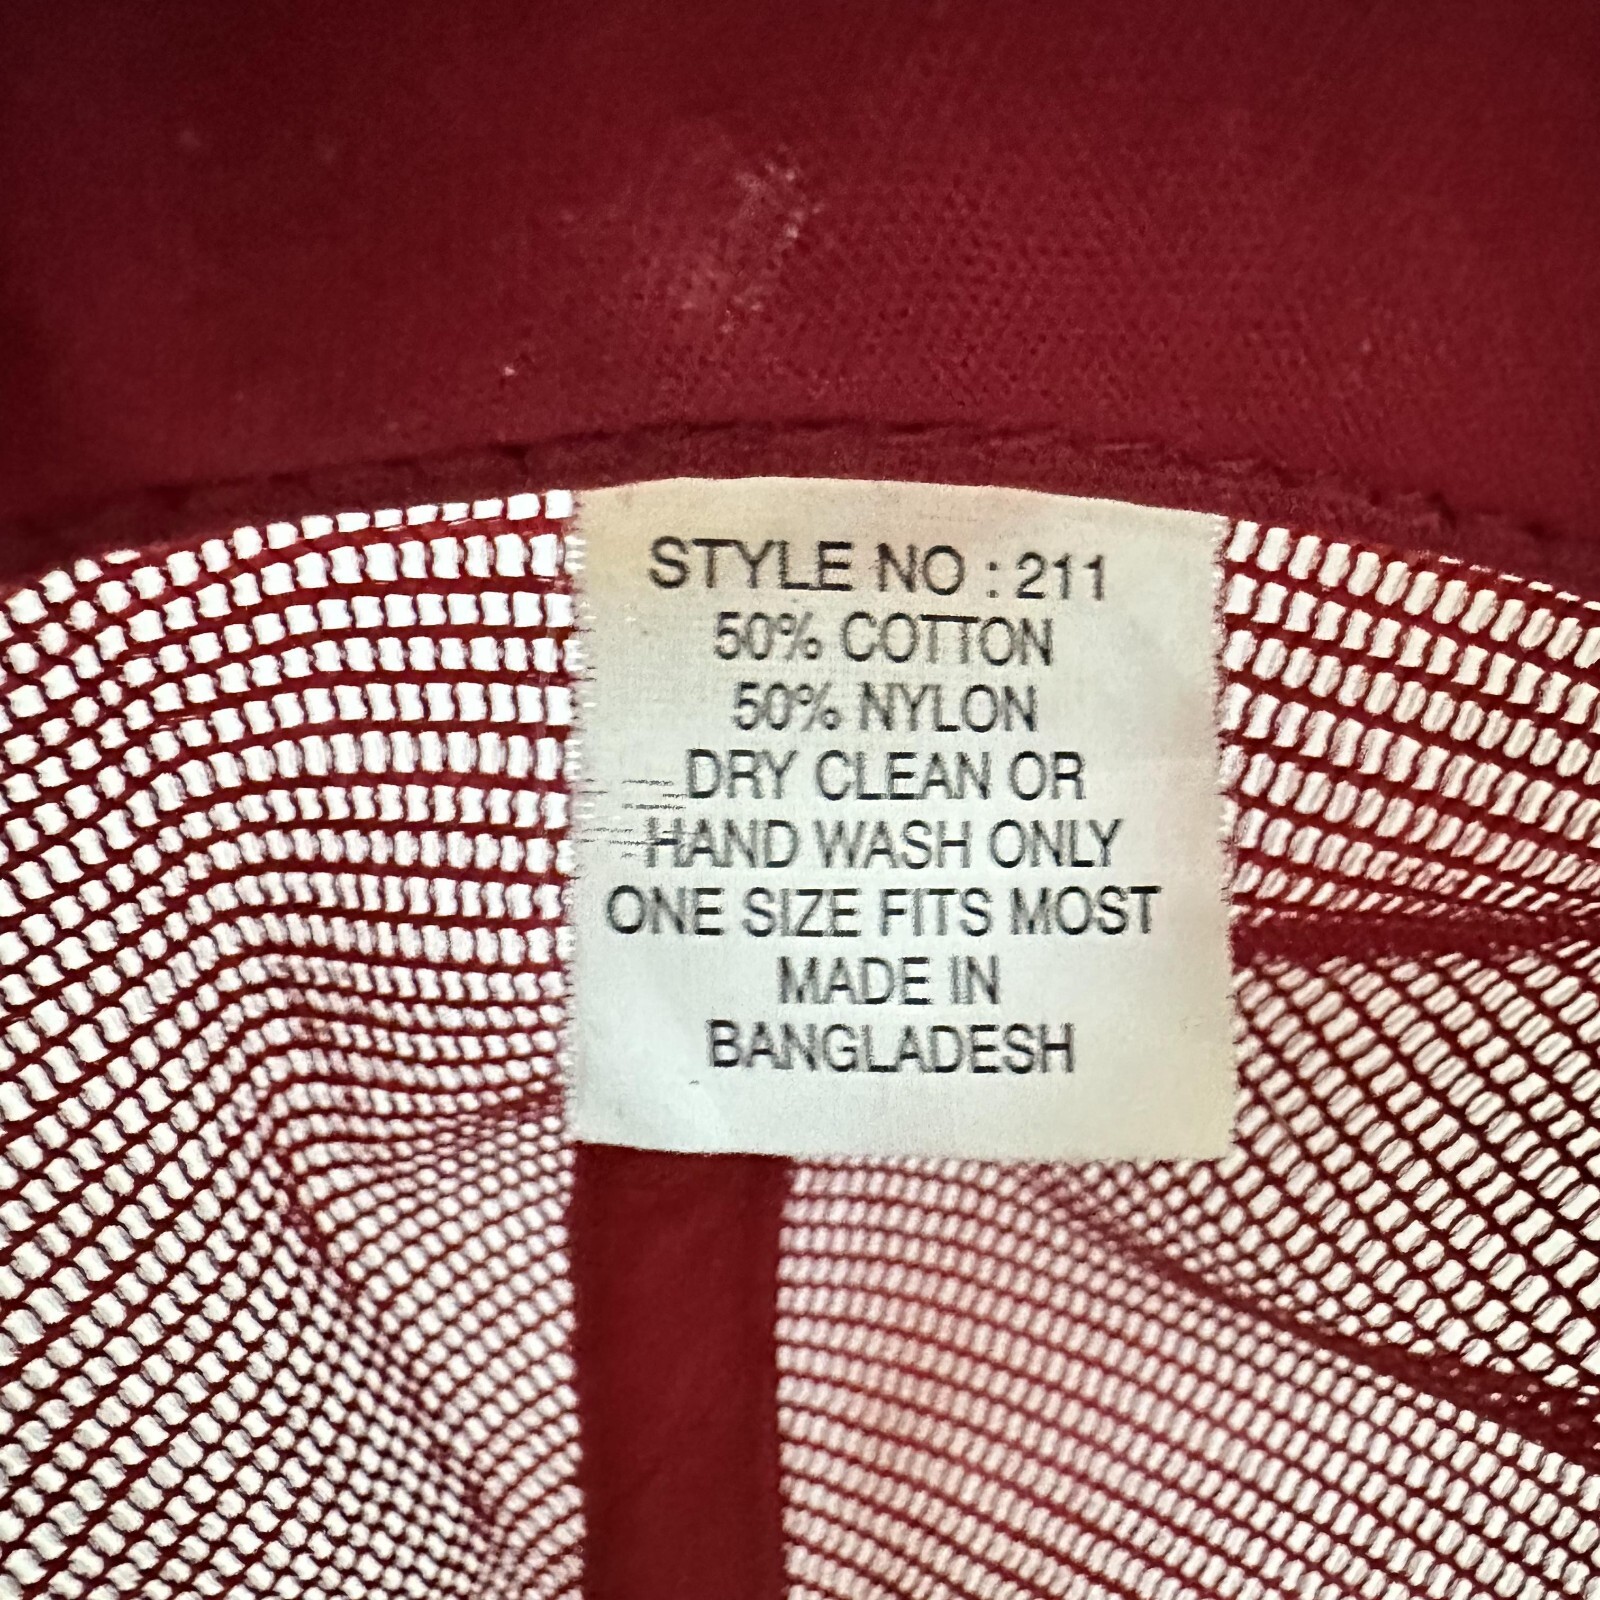 STYLE NO : 211
50% COTTON
50% NYLON
DRY CLEAN OR
HAND WASH ONLY
ONE SIZE FITS MOST
MADE IN
BANGLADESH